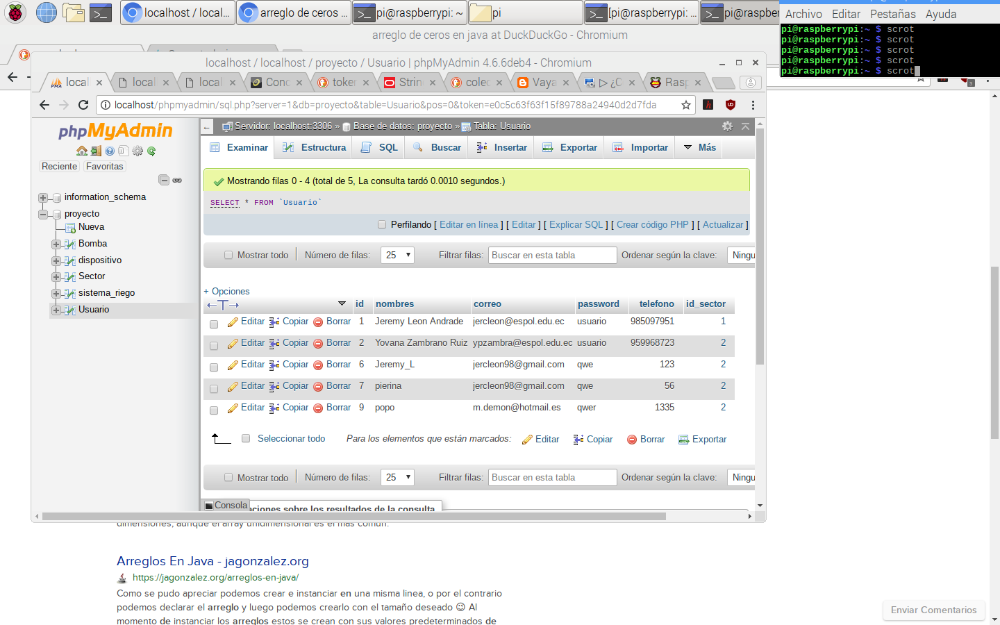 localhost / local...
arreglo de ceros ...
pi@raspberrypi: ~
pi
[pi@raspberrypi: ...
pi@raspberry
Archivo Editar Pestañas Ayuda
pi@raspberrypi:~ $ scrot
pi@raspberrypi:~ $ scrot
pi@raspberrypi:~ $ scrot
pi@raspberrypi:~ $ scrot
pi@raspberrypi:~ $ scrot
arreglo de ceros en java at DuckDuckGo - Chromium
localhost / localhost / proyecto / Usuario | phpMyAdmin 4.6.6deb4 - Chromium
local
local
local
Conc
token
Strin
colec
Vaya
▷ ¿C
Rasp
localhost/phpmyadmin/sql.php?server=1&db=proyecto&table=Usuario&pos=0&token=e0c5c63f63f15f89788a24940d2d7fda
3
phpMyAdmin
Reciente Favoritas
information_schema
proyecto
Nueva
Bomba
dispositivo
Sector
sistema_riego
Usuario
Servidor: localhost:3306 » Base de datos: proyecto » Tabla: Usuario
Examinar Estructura SQL Buscar Insertar Exportar Importar Más
Mostrando filas 0 - 4 (total de 5, La consulta tardó 0.0010 segundos.)
SELECT * FROM `Usuario`
Perfilando [ Editar en línea ] [ Editar ] [ Explicar SQL ] [ Crear código PHP ] [ Actualizar ]
Mostrar todo Número de filas: 25 Filtrar filas: Buscar en esta tabla Ordenar según la clave: Ningu
+ Opciones
id nombres correo password telefono id_sector
Editar Copiar Borrar 1 Jeremy Leon Andrade jercleon@espol.edu.ec usuario 985097951 1
Editar Copiar Borrar 2 Yovana Zambrano Ruiz ypzambra@espol.edu.ec usuario 959968723 2
Editar Copiar Borrar 6 Jeremy_L jercleon98@gmail.com qwe 123 2
Editar Copiar Borrar 7 pierina jercleon98@gmail.com qwe 56 2
Editar Copiar Borrar 9 popo m.demon@hotmail.es qwer 1335 2
Seleccionar todo Para los elementos que están marcados: Editar Copiar Borrar Exportar
Mostrar todo Número de filas: 25 Filtrar filas: Buscar en esta tabla Ordenar según la clave: Ningu
Consola
aciones sobre los resultados de la consulta
dimensiones, aunque el array unidimensional es el más común.
Arreglos En Java - jagonzalez.org
https://jagonzalez.org/arreglos-en-java/
Como se pudo apreciar podemos crear e instanciar en una misma linea, o por el contrario
podemos declarar el arreglo y luego podemos crearlo con el tamaño deseado 😉 Al
momento de instanciar los arreglos estos se crean con sus valores predeterminados de
Enviar Comentarios